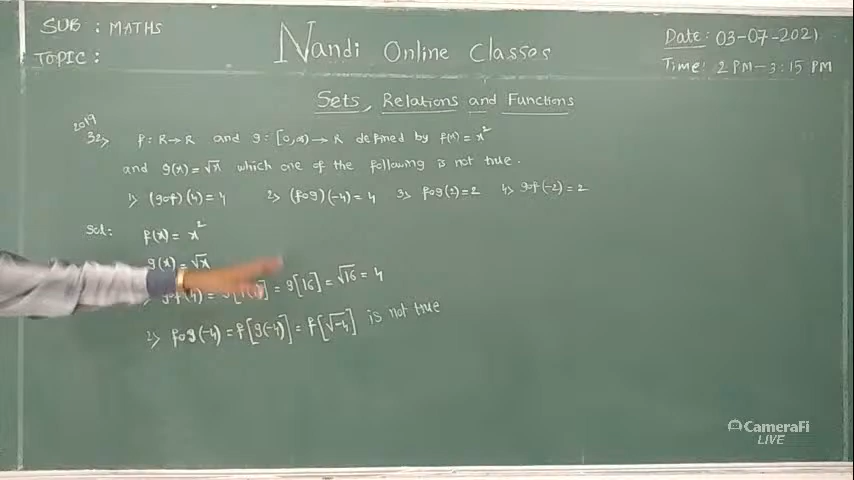 SUB : MATHS
TOPIC :
Nandi Online Classes
Date: 03-07-2021
Time: 2 PM - 3:15 PM
Sets, Relations and Functions
2019
32> f : R→R and g : [0,∞) → R defined by f(x) = x²
and g(x) = √x which one of the following is not true.
1> (gof)(4) = 4 2> (fog)(-4) = 4 3> fog(2) = 2 4> gof(-2) = 2
Sol: f(x) = x²
g(x) = √x
gof(4) = = g[16] = √16 = 4
2> fog(-4) = f[g(-4)] = f[√-4] is not true
CameraFi
LIVE